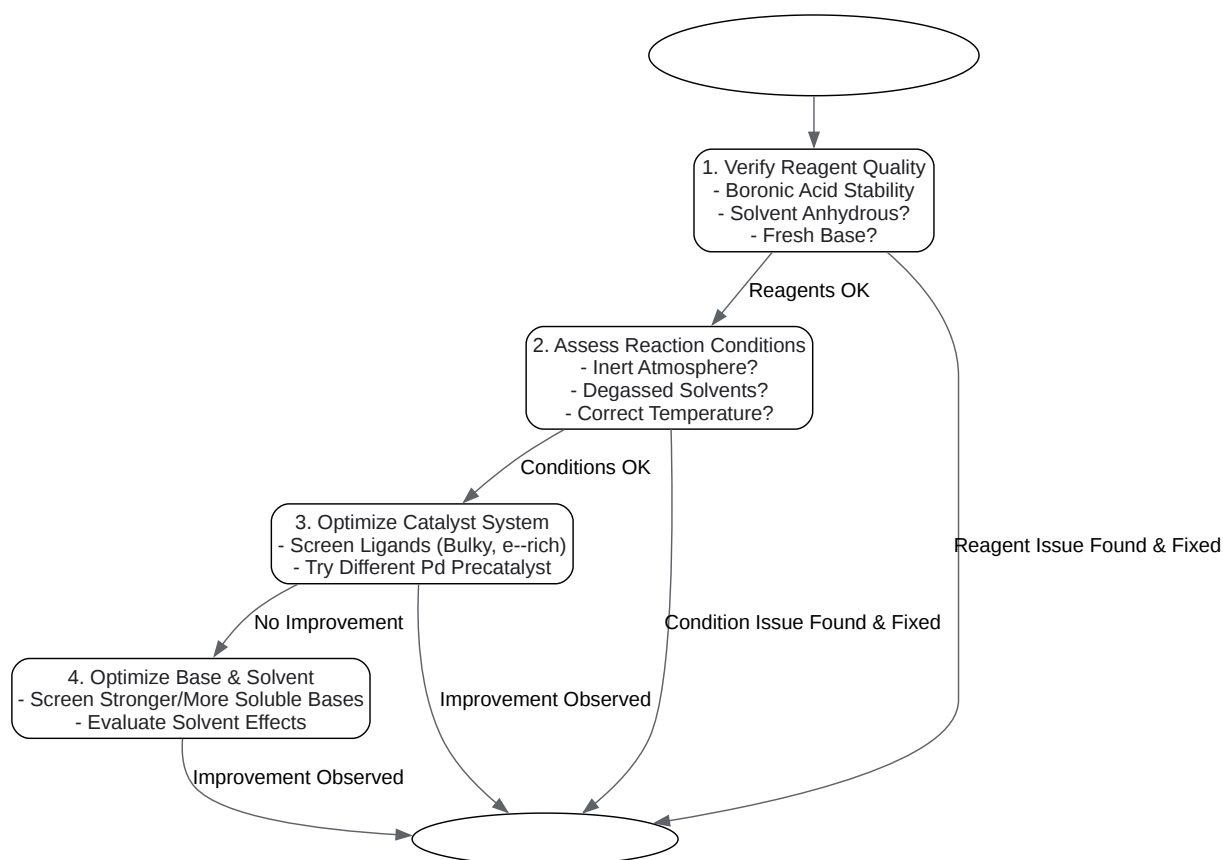 1. Verify Reagent Quality
- Boronic Acid Stability
- Solvent Anhydrous?
- Fresh Base?
Reagents OK
2. Assess Reaction Conditions
- Inert Atmosphere?
- Degassed Solvents?
- Correct Temperature?
Conditions OK
3. Optimize Catalyst System
- Screen Ligands (Bulky, e--rich)
- Try Different Pd Precatalyst
Reagent Issue Found & Fixed
No Improvement
Condition Issue Found & Fixed
4. Optimize Base & Solvent
- Screen Stronger/More Soluble Bases
- Evaluate Solvent Effects
Improvement Observed
Improvement Observed